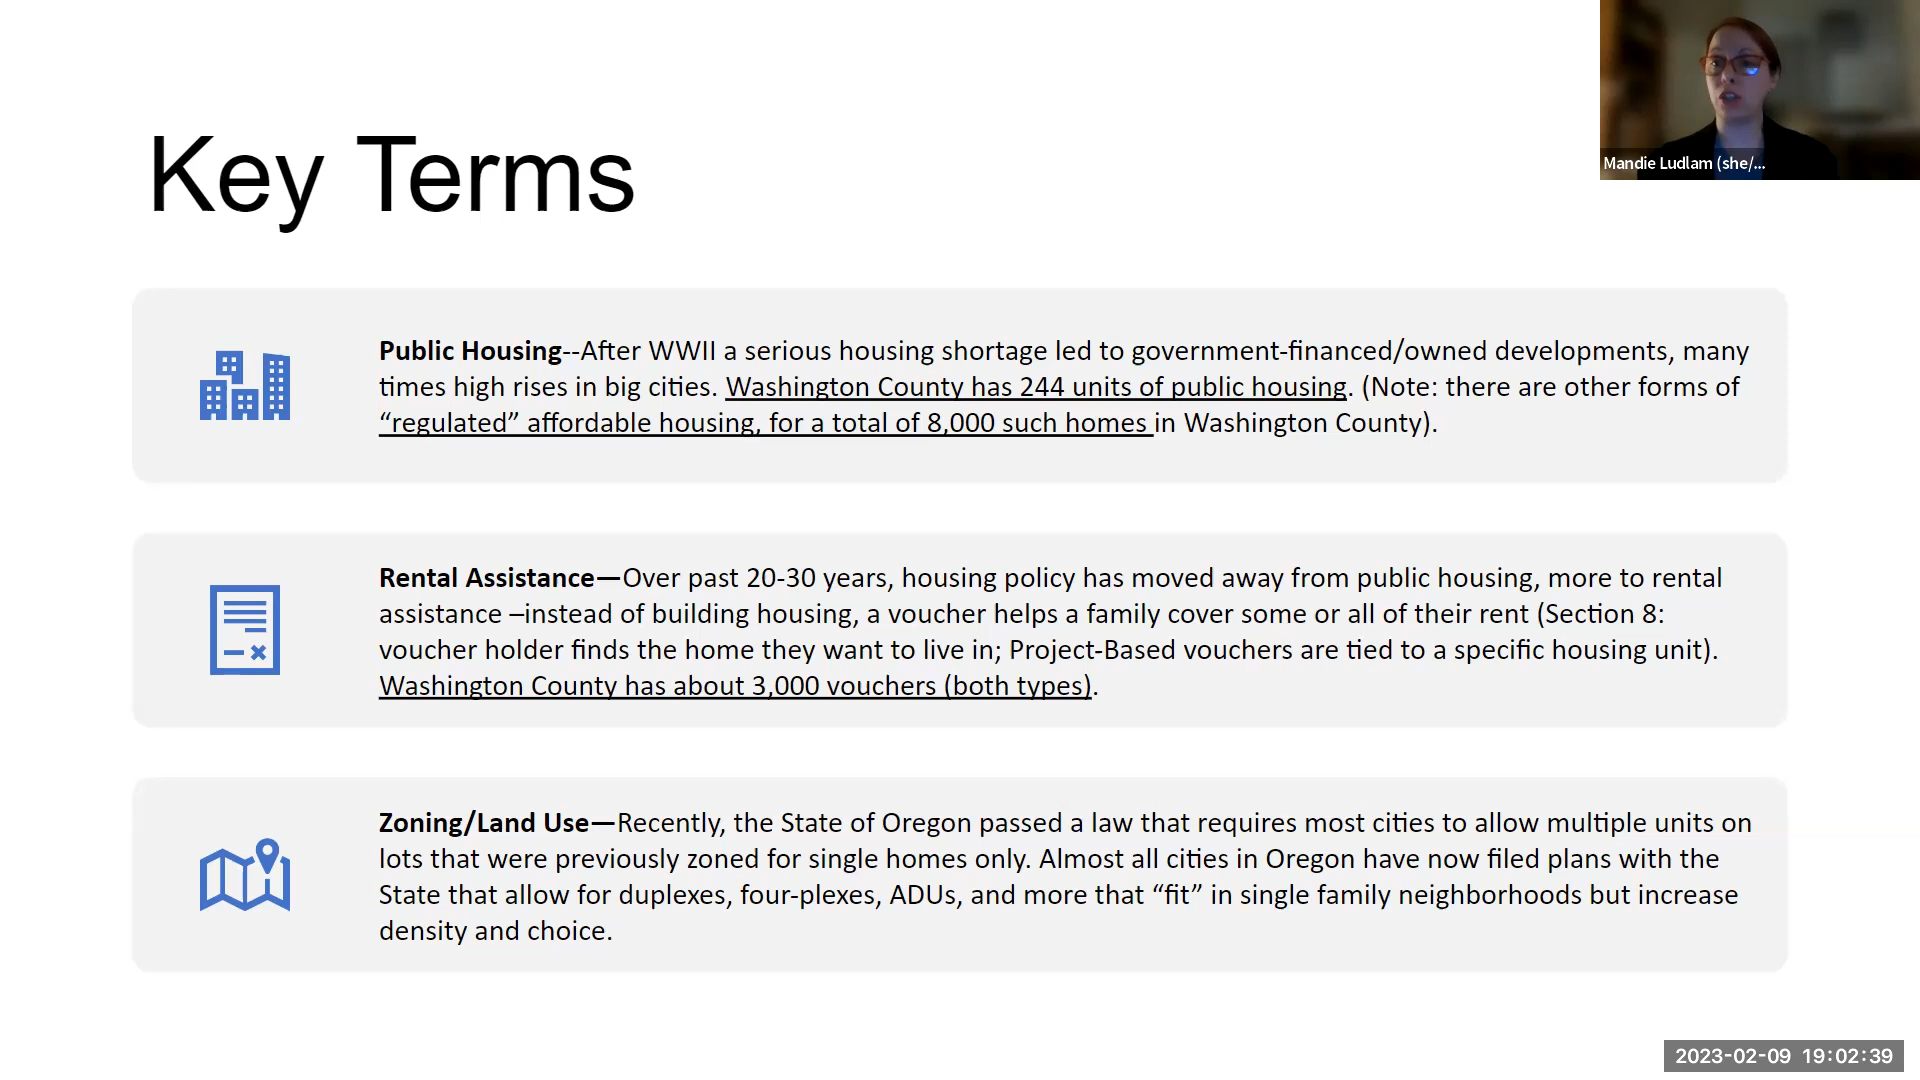 Mandie Ludlam (she/...
Key Terms
Public Housing--After WWII a serious housing shortage led to government-financed/owned developments, many
times high rises in big cities. Washington County has 244 units of public housing. (Note: there are other forms of
“regulated” affordable housing, for a total of 8,000 such homes in Washington County).
Rental Assistance—Over past 20-30 years, housing policy has moved away from public housing, more to rental
assistance –instead of building housing, a voucher helps a family cover some or all of their rent (Section 8:
voucher holder finds the home they want to live in; Project-Based vouchers are tied to a specific housing unit).
Washington County has about 3,000 vouchers (both types).
Zoning/Land Use—Recently, the State of Oregon passed a law that requires most cities to allow multiple units on
lots that were previously zoned for single homes only. Almost all cities in Oregon have now filed plans with the
State that allow for duplexes, four-plexes, ADUs, and more that “fit” in single family neighborhoods but increase
density and choice.
2023-02-09 19:02:39